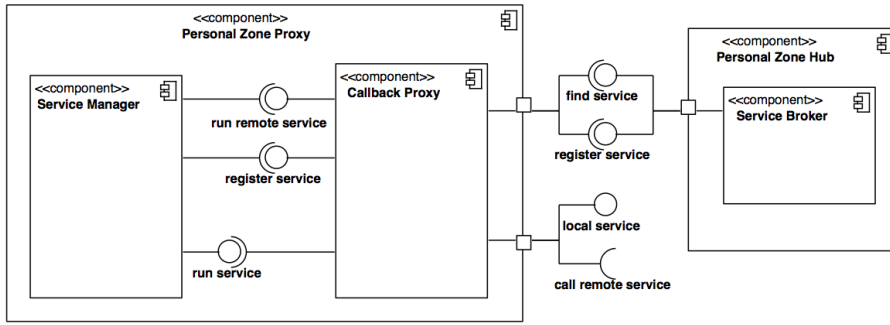 <<component>>
Personal Zone Proxy
<<component>>
Service Manager
<<component>>
Callback Proxy
run remote service
register service
run service
find service
register service
local service
call remote service
<<component>>
Personal Zone Hub
<<component>>
Service Broker